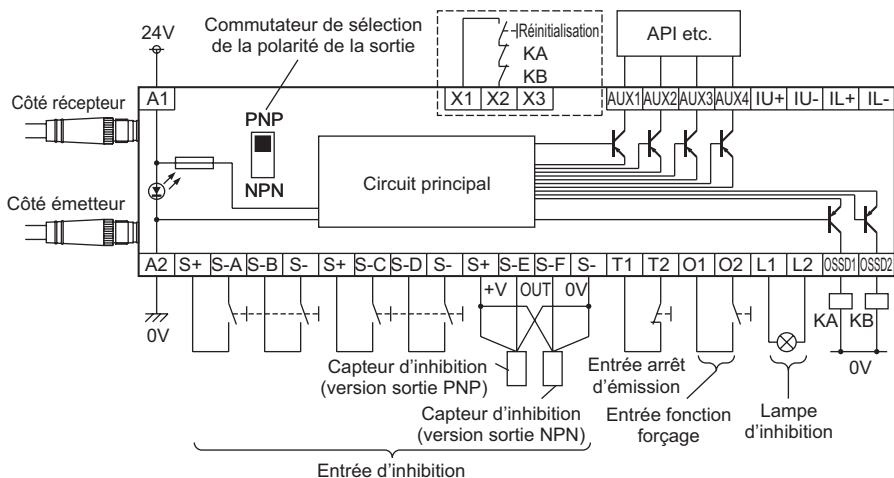 Commutateur de sélection
de la polarité de la sortie
24V
Réinitialisation
KA
KB
API etc.
A1
X1 X2 X3
AUX1 AUX2 AUX3 AUX4 IU+ IU- IL+ IL-
Côté récepteur
PNP
NPN
Circuit principal
Côté émetteur
A2 S+ S-A S-B S- S+ S-C S-D S- S+ S-E S-F S- T1 T2 O1 O2 L1 L2 OSSD1 OSSD2
+V OUT 0V
0V
KA KB
0V
Capteur d'inhibition
(version sortie PNP)
Capteur d'inhibition
(version sortie NPN)
Entrée arrêt
d'émission
Entrée fonction
forçage
Lampe
d'inhibition
Entrée d'inhibition